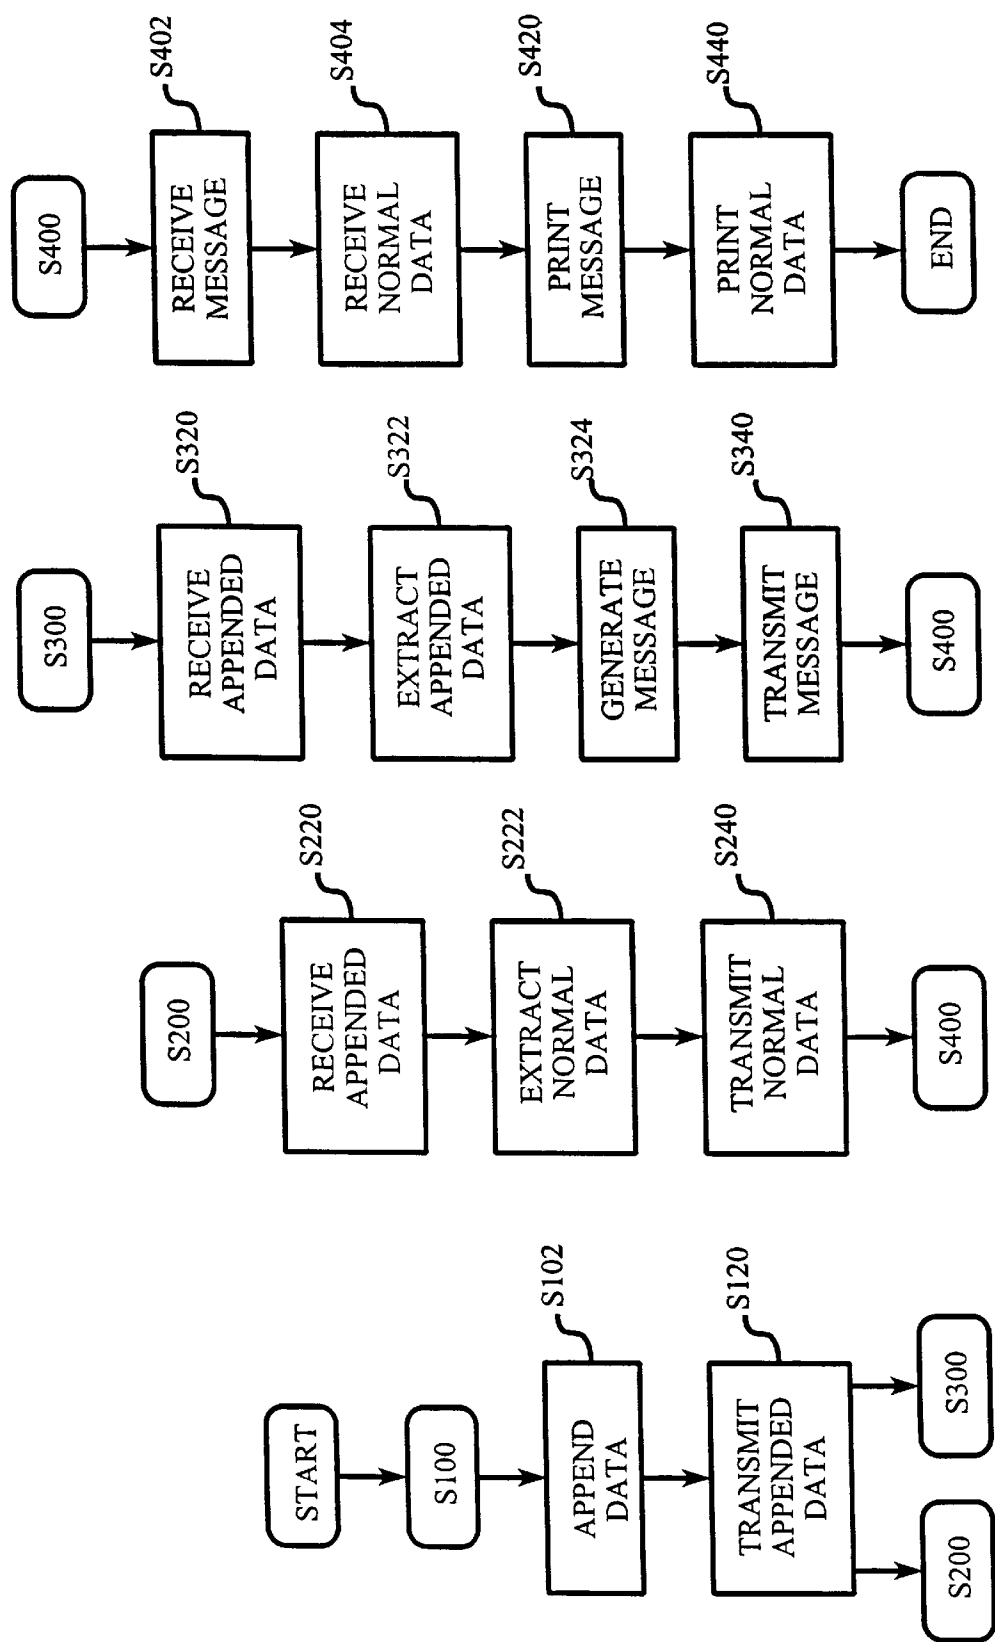 START
S100
APPEND
DATA
S102
TRANSMIT
APPENDED
DATA
S120
S200
S300
S200
RECEIVE
APPENDED
DATA
S220
EXTRACT
NORMAL
DATA
S222
TRANSMIT
NORMAL
DATA
S240
S400
S300
RECEIVE
APPENDED
DATA
S320
EXTRACT
APPENDED
DATA
S322
GENERATE
MESSAGE
S324
TRANSMIT
MESSAGE
S340
S400
S400
RECEIVE
MESSAGE
S402
RECEIVE
NORMAL
DATA
S404
PRINT
MESSAGE
S420
PRINT
NORMAL
DATA
S440
END